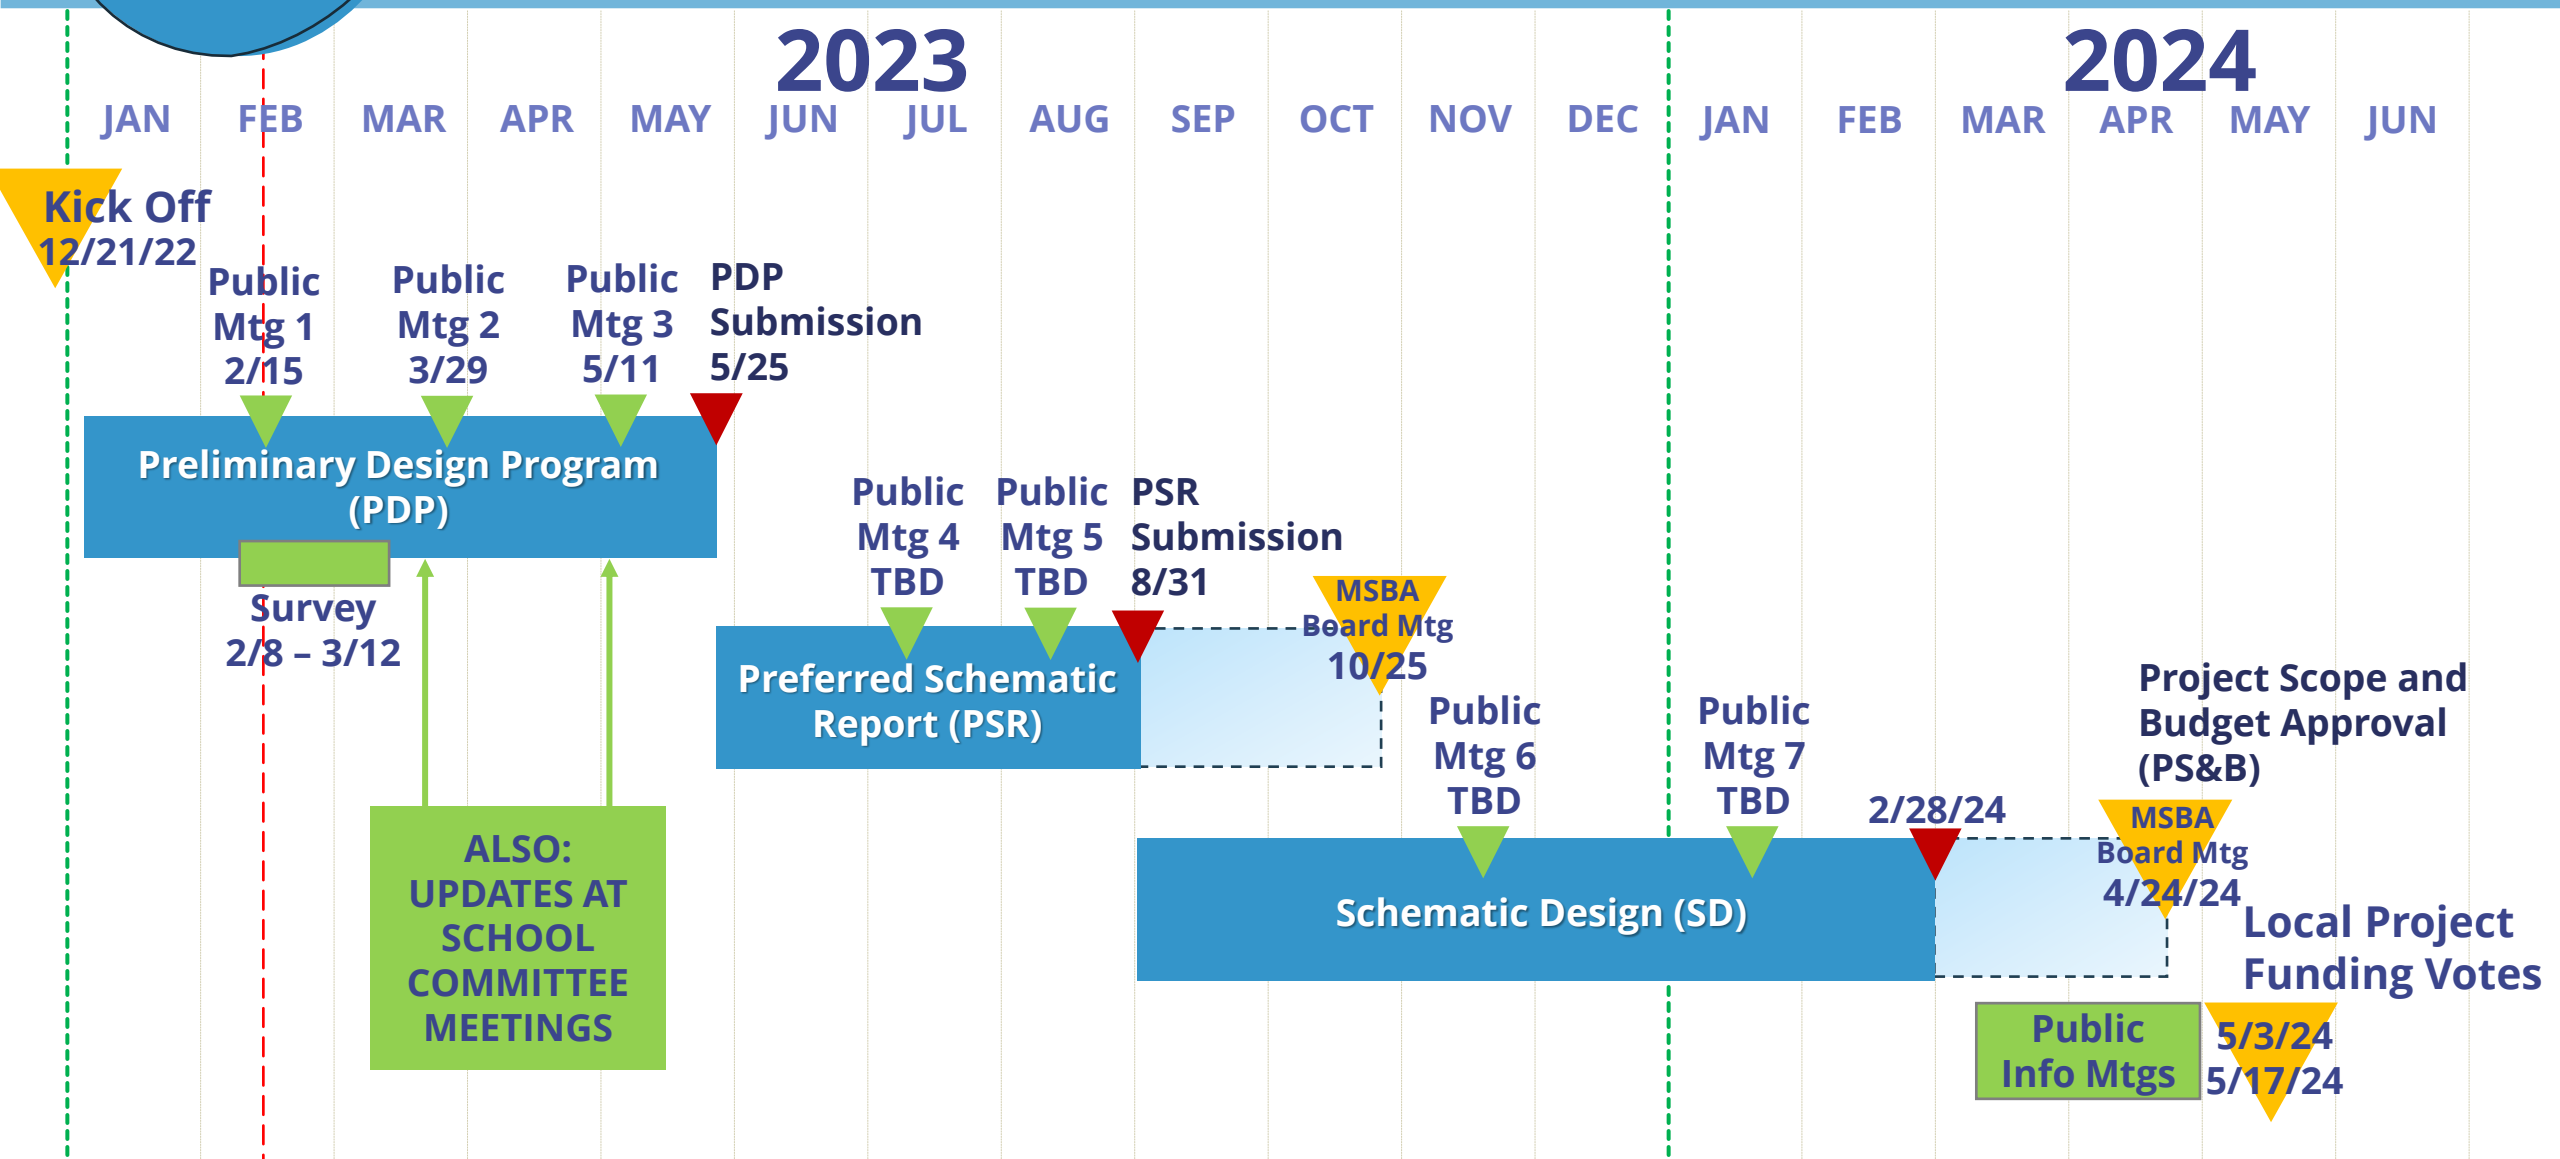 2023
2024
JAN FEB MAR APR MAY JUN JUL AUG SEP OCT NOV DEC JAN FEB MAR APR MAY JUN
Kick Off
12/21/22
Public
Mtg 1
2/15
Public
Mtg 2
3/29
Public
Mtg 3
5/11
PDP
Submission
5/25
Preliminary Design Program
(PDP)
Survey
2/8 – 3/12
ALSO:
UPDATES AT
SCHOOL
COMMITTEE
MEETINGS
Public
Mtg 4
TBD
Public
Mtg 5
TBD
PSR
Submission
8/31
Preferred Schematic
Report (PSR)
MSBA
Board Mtg
10/25
Public
Mtg 6
TBD
Public
Mtg 7
TBD
2/28/24
Schematic Design (SD)
Project Scope and
Budget Approval
(PS&B)
MSBA
Board Mtg
4/24/24
Local Project
Funding Votes
Public
Info Mtgs
5/3/24
5/17/24